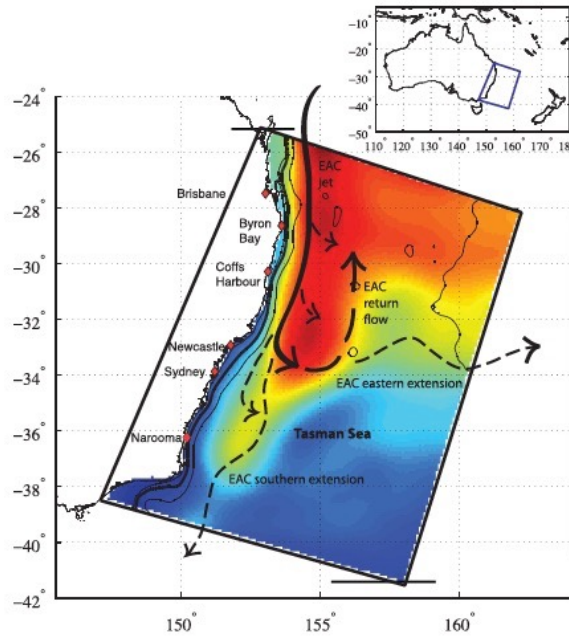 −5°
−10°
−20°
−30°
−40°
−50°
110° 120° 130° 140° 150° 160° 170°
−24°
−26°
−28°
−30°
−32°
−34°
−36°
−38°
−40°
−42°
150°
155°
160°
Brisbane
Byron
Bay
Coffs
Harbour
Newcastle
Sydney
Narooma
EAC
jet
EAC
return
flow
EAC eastern extension
Tasman Sea
EAC southern extension